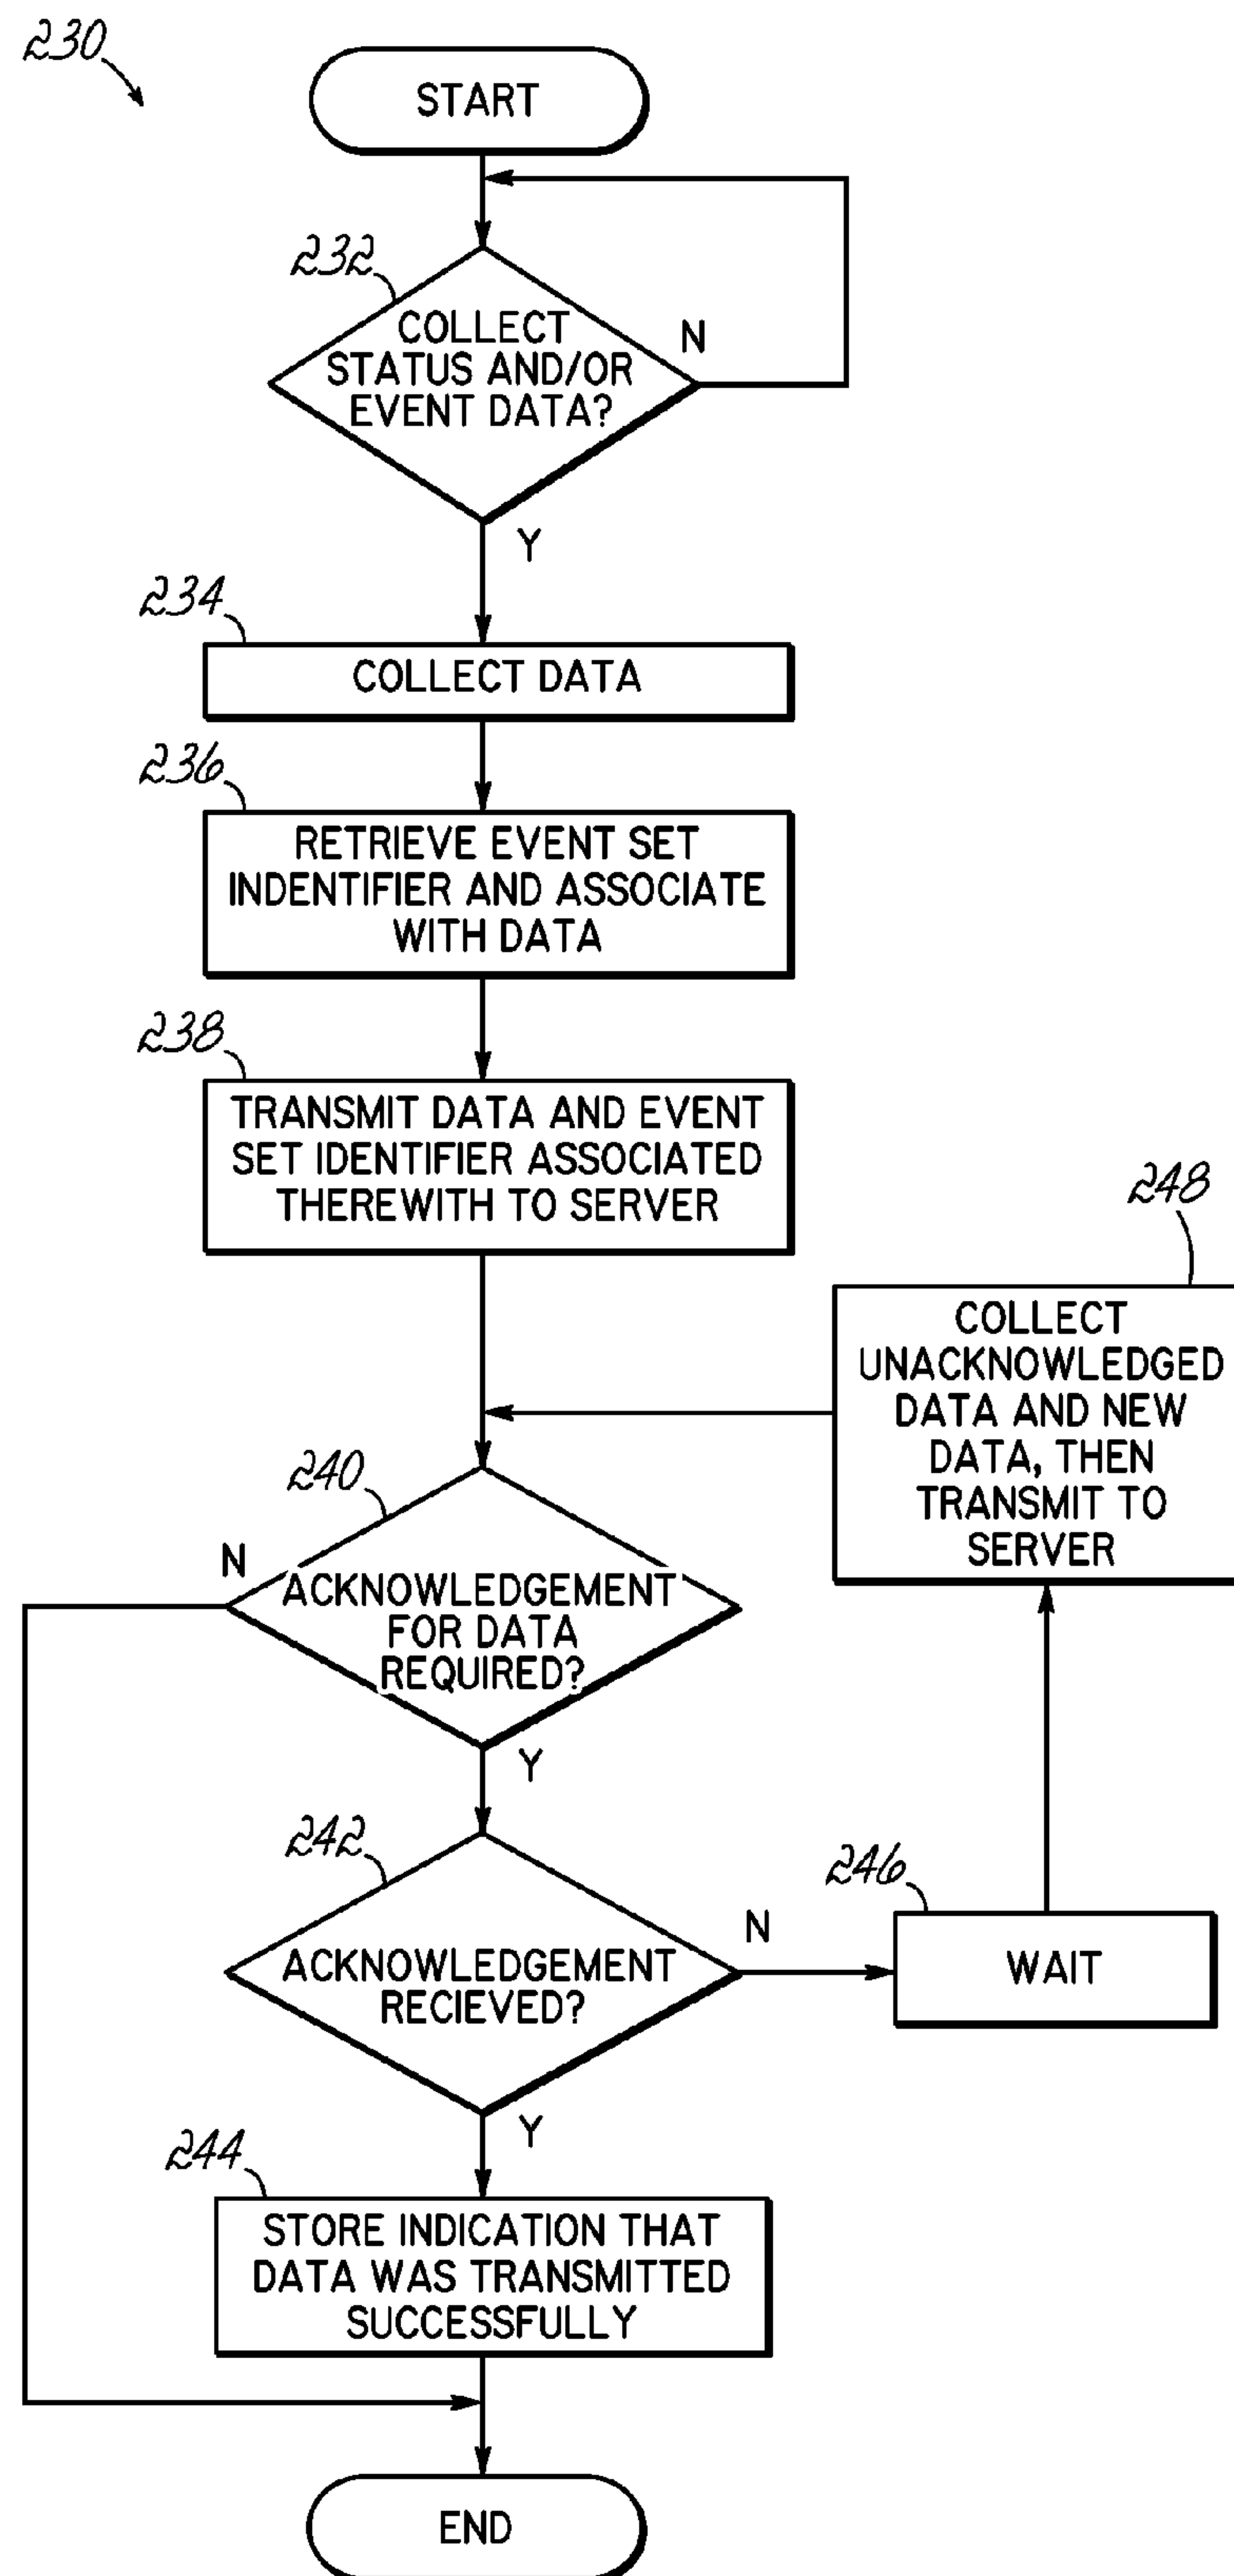 230
START
232
COLLECT
STATUS AND/OR
EVENT DATA?
N
Y
234
COLLECT DATA
236
RETRIEVE EVENT SET
INDENTIFIER AND ASSOCIATE
WITH DATA
238
TRANSMIT DATA AND EVENT
SET IDENTIFIER ASSOCIATED
THEREWITH TO SERVER
248
COLLECT
UNACKNOWLEDGED
DATA AND NEW
DATA, THEN
TRANSMIT TO
SERVER
240
N
ACKNOWLEDGEMENT
FOR DATA
REQUIRED?
Y
242
ACKNOWLEDGEMENT
RECIEVED?
N
246
WAIT
Y
244
STORE INDICATION THAT
DATA WAS TRANSMITTED
SUCCESSFULLY
END